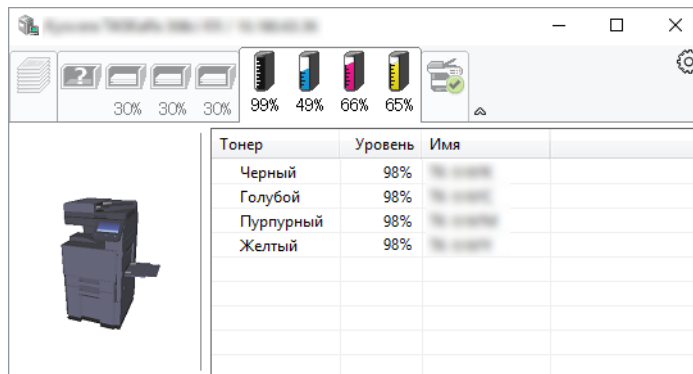 30% 30% 30% 99% 49% 66% 65%
Тонер Уровень Имя
Черный 98%
Голубой 98%
Пурпурный 98%
Желтый 98%